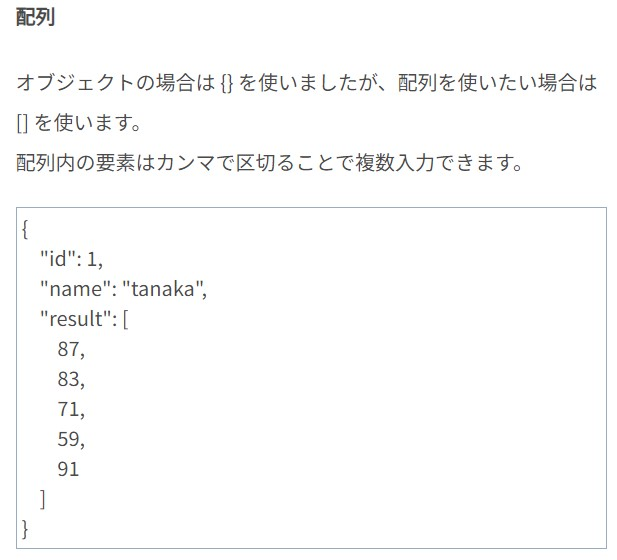 配列
オブジェクトの場合は {} を使いましたが、配列を使いたい場合は
[] を使います。
配列内の要素はカンマで区切ることで複数入力できます。
{
"id": 1,
"name": "tanaka",
"result": [
87,
83,
71,
59,
91
]
}